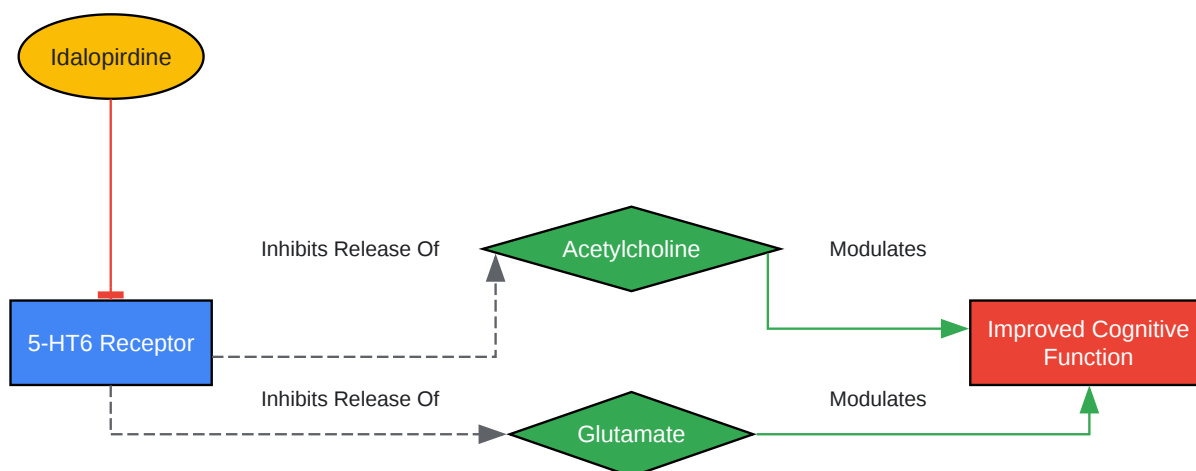 Idalopirdine
Inhibits Release Of
Acetylcholine
Modulates
5-HT6 Receptor
Improved Cognitive
Function
Inhibits Release Of
Modulates
Glutamate